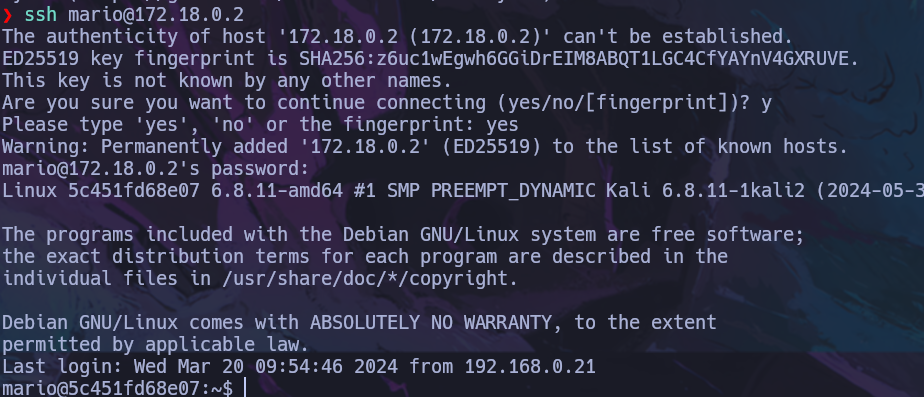 ❯ ssh mario@172.18.0.2
The authenticity of host '172.18.0.2 (172.18.0.2)' can't be established.
ED25519 key fingerprint is SHA256:z6uc1wEgwh6GGiDrEIM8ABQT1LGC4CfYAYnV4GXRUVE.
This key is not known by any other names.
Are you sure you want to continue connecting (yes/no/[fingerprint])? y
Please type 'yes', 'no' or the fingerprint: yes
Warning: Permanently added '172.18.0.2' (ED25519) to the list of known hosts.
mario@172.18.0.2's password:
Linux 5c451fd68e07 6.8.11-amd64 #1 SMP PREEMPT_DYNAMIC Kali 6.8.11-1kali2 (2024-05-3
The programs included with the Debian GNU/Linux system are free software;
the exact distribution terms for each program are described in the
individual files in /usr/share/doc/*/copyright.
Debian GNU/Linux comes with ABSOLUTELY NO WARRANTY, to the extent
permitted by applicable law.
Last login: Wed Mar 20 09:54:46 2024 from 192.168.0.21
mario@5c451fd68e07:~$